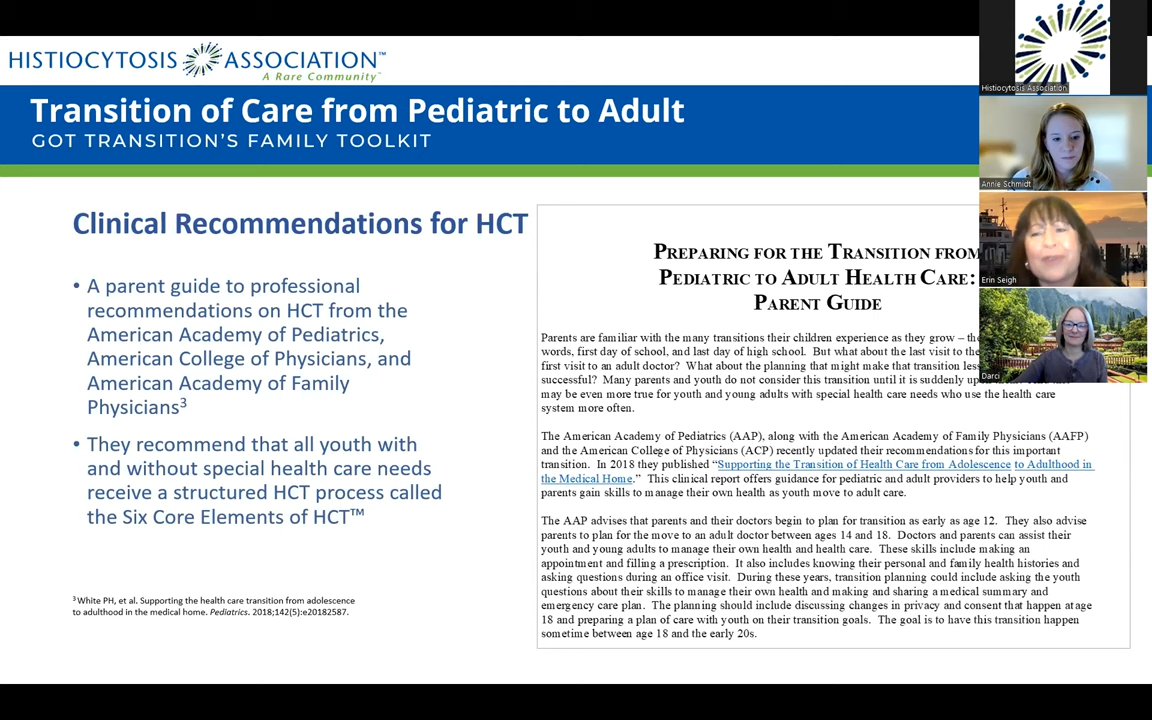 HISTIOCYTOSIS ASSOCIATION™
A Rare Community™
Transition of Care from Pediatric to Adult
GOT TRANSITION'S FAMILY TOOLKIT
Clinical Recommendations for HCT
• A parent guide to professional
recommendations on HCT from the
American Academy of Pediatrics,
American College of Physicians, and
American Academy of Family
Physicians³
• They recommend that all youth with
and without special health care needs
receive a structured HCT process called
the Six Core Elements of HCT™
³ White PH, et al. Supporting the health care transition from adolescence
to adulthood in the medical home. Pediatrics. 2018;142(5):e20182587.
PREPARING FOR THE TRANSITION FROM
PEDIATRIC TO ADULT HEALTH CARE:
PARENT GUIDE
Parents are familiar with the many transitions their children experience as they grow –
words, first day of school, and last day of high school. But what about the last visit to the
first visit to an adult doctor? What about the planning that might make that transition
successful? Many parents and youth do not consider this transition until it is suddenly
may be even more true for youth and young adults with special health care needs who use the health care
system more often.
The American Academy of Pediatrics (AAP), along with the American Academy of Family Physicians (AAFP)
and the American College of Physicians (ACP) recently updated their recommendations for this important
transition. In 2018 they published “Supporting the Transition of Health Care from Adolescence to Adulthood in
the Medical Home.” This clinical report offers guidance for pediatric and adult providers to help youth and
parents gain skills to manage their own health as youth move to adult care.
The AAP advises that parents and their doctors begin to plan for transition as early as age 12. They also advise
parents to plan for the move to an adult doctor between ages 14 and 18. Doctors and parents can assist their
youth and young adults to manage their own health and health care. These skills include making an
appointment and filling a prescription. It also includes knowing their personal and family health histories and
asking questions during an office visit. During these years, transition planning could include asking the youth
questions about their skills to manage their own health and making and sharing a medical summary and
emergency care plan. The planning should include discussing changes in privacy and consent that happen at age
18 and preparing a plan of care with youth on their transition goals. The goal is to have this transition happen
sometime between age 18 and the early 20s.
Histiocytosis Association
Annie Schmidt
Erin Seigh
Darci